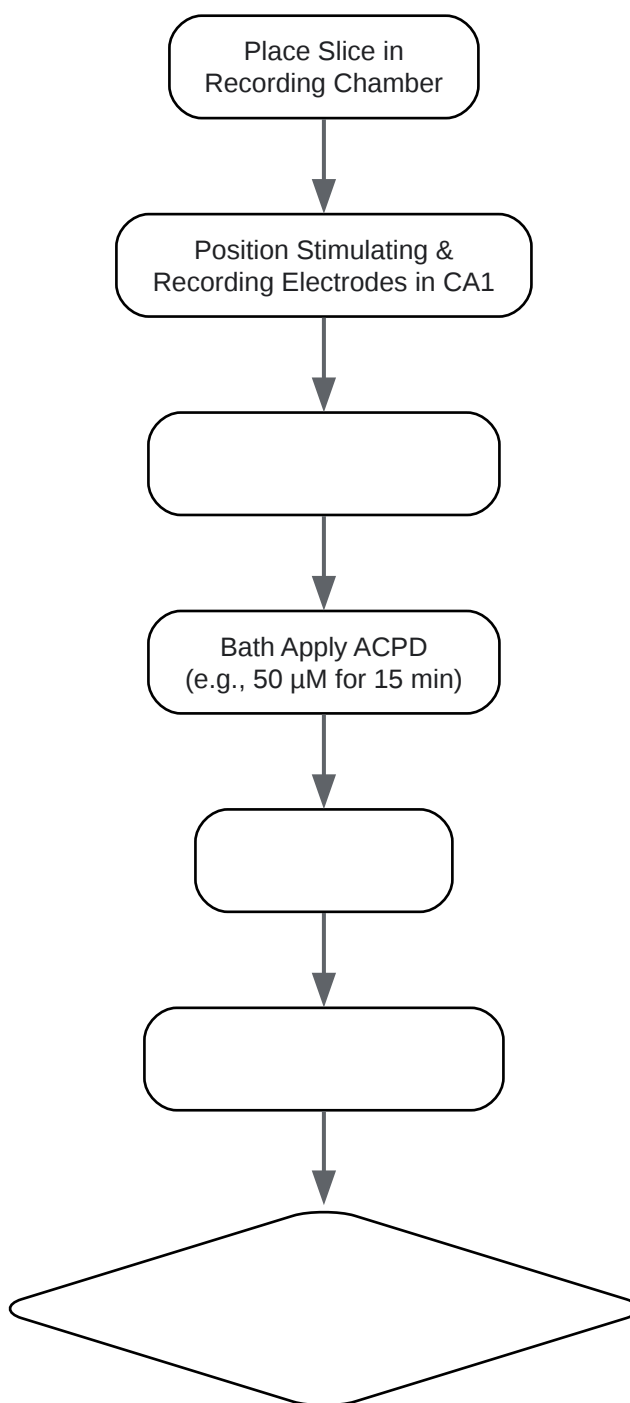 Place Slice in
Recording Chamber
Position Stimulating &
Recording Electrodes in CA1
Bath Apply ACPD
(e.g., 50 µM for 15 min)